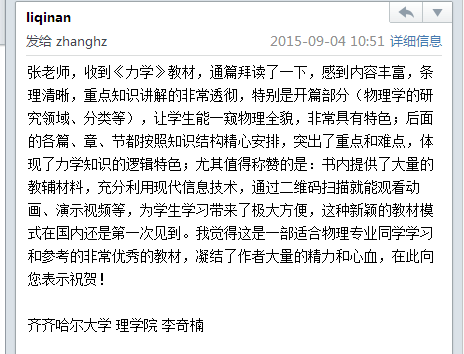 liqinan
发给 zhanghz 2015-09-04 10:51 详细信息
张老师，收到《力学》教材，通篇拜读了一下，感到内容丰富，条
理清晰，重点知识讲解的非常透彻，特别是开篇部分（物理学的研
究领域、分类等），让学生能一窥物理全貌，非常具有特色；后面
的各篇、章、节都按照知识结构精心安排，突出了重点和难点，体
现了力学知识的逻辑特色；尤其值得称赞的是：书内提供了大量的
教辅材料，充分利用现代信息技术，通过二维码扫描就能观看动
画、演示视频等，为学生学习带来了极大方便，这种新颖的教材模
式在国内还是第一次见到。我觉得这是一部适合物理专业同学学习
和参考的非常优秀的教材，凝结了作者大量的精力和心血，在此向
您表示祝贺！
齐齐哈尔大学 理学院 李奇楠